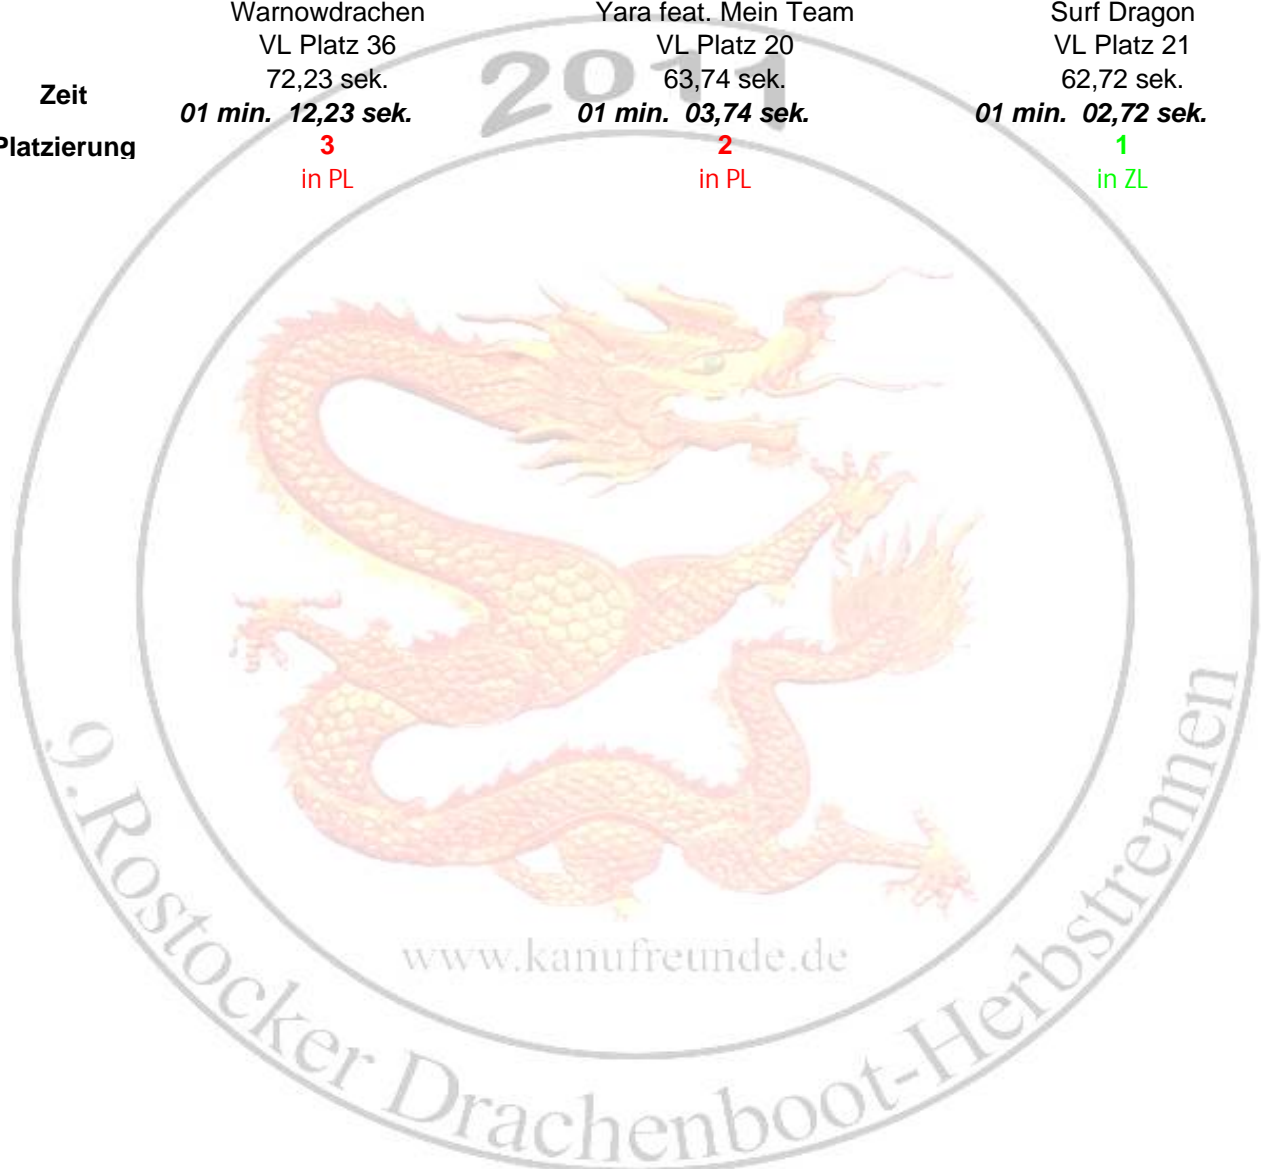 Warnowdrachen Yara feat. Mein Team Surf Dragon
VL Platz 36 VL Platz 20 VL Platz 21
72,23 sek. 63,74 sek. 62,72 sek.
Zeit 01 min. 12,23 sek. 01 min. 03,74 sek. 01 min. 02,72 sek.
Platzierung 3 2 1
in PL in PL in ZL
2011
www.kanufreunde.de
9.Rostocker Drachenboot-Herbstrennen